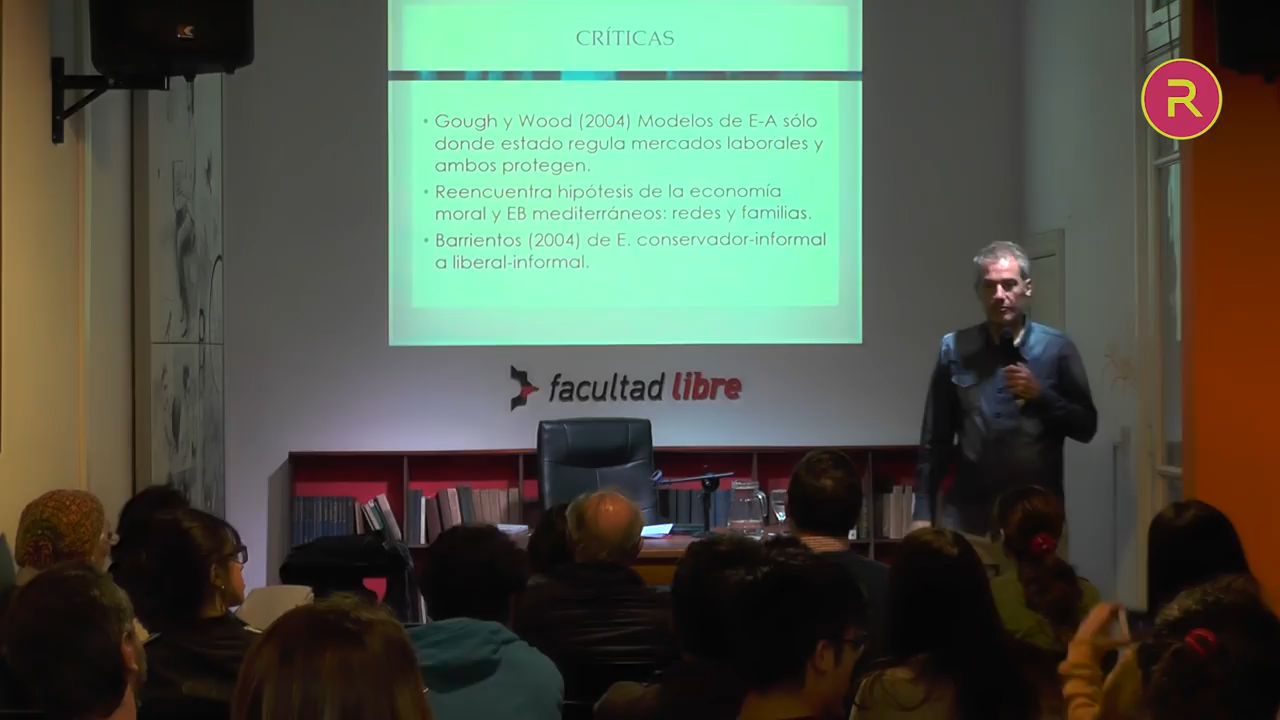 CRÍTICAS
R
• Gough y Wood (2004) Modelos de E-A sólo
donde estado regula mercados laborales y
ambos protegen.
• Reencuentra hipótesis de la economía
moral y EB mediterráneos: redes y familias.
• Barrientos (2004) de E. conservador-informal
a liberal-informal.
facultad libre